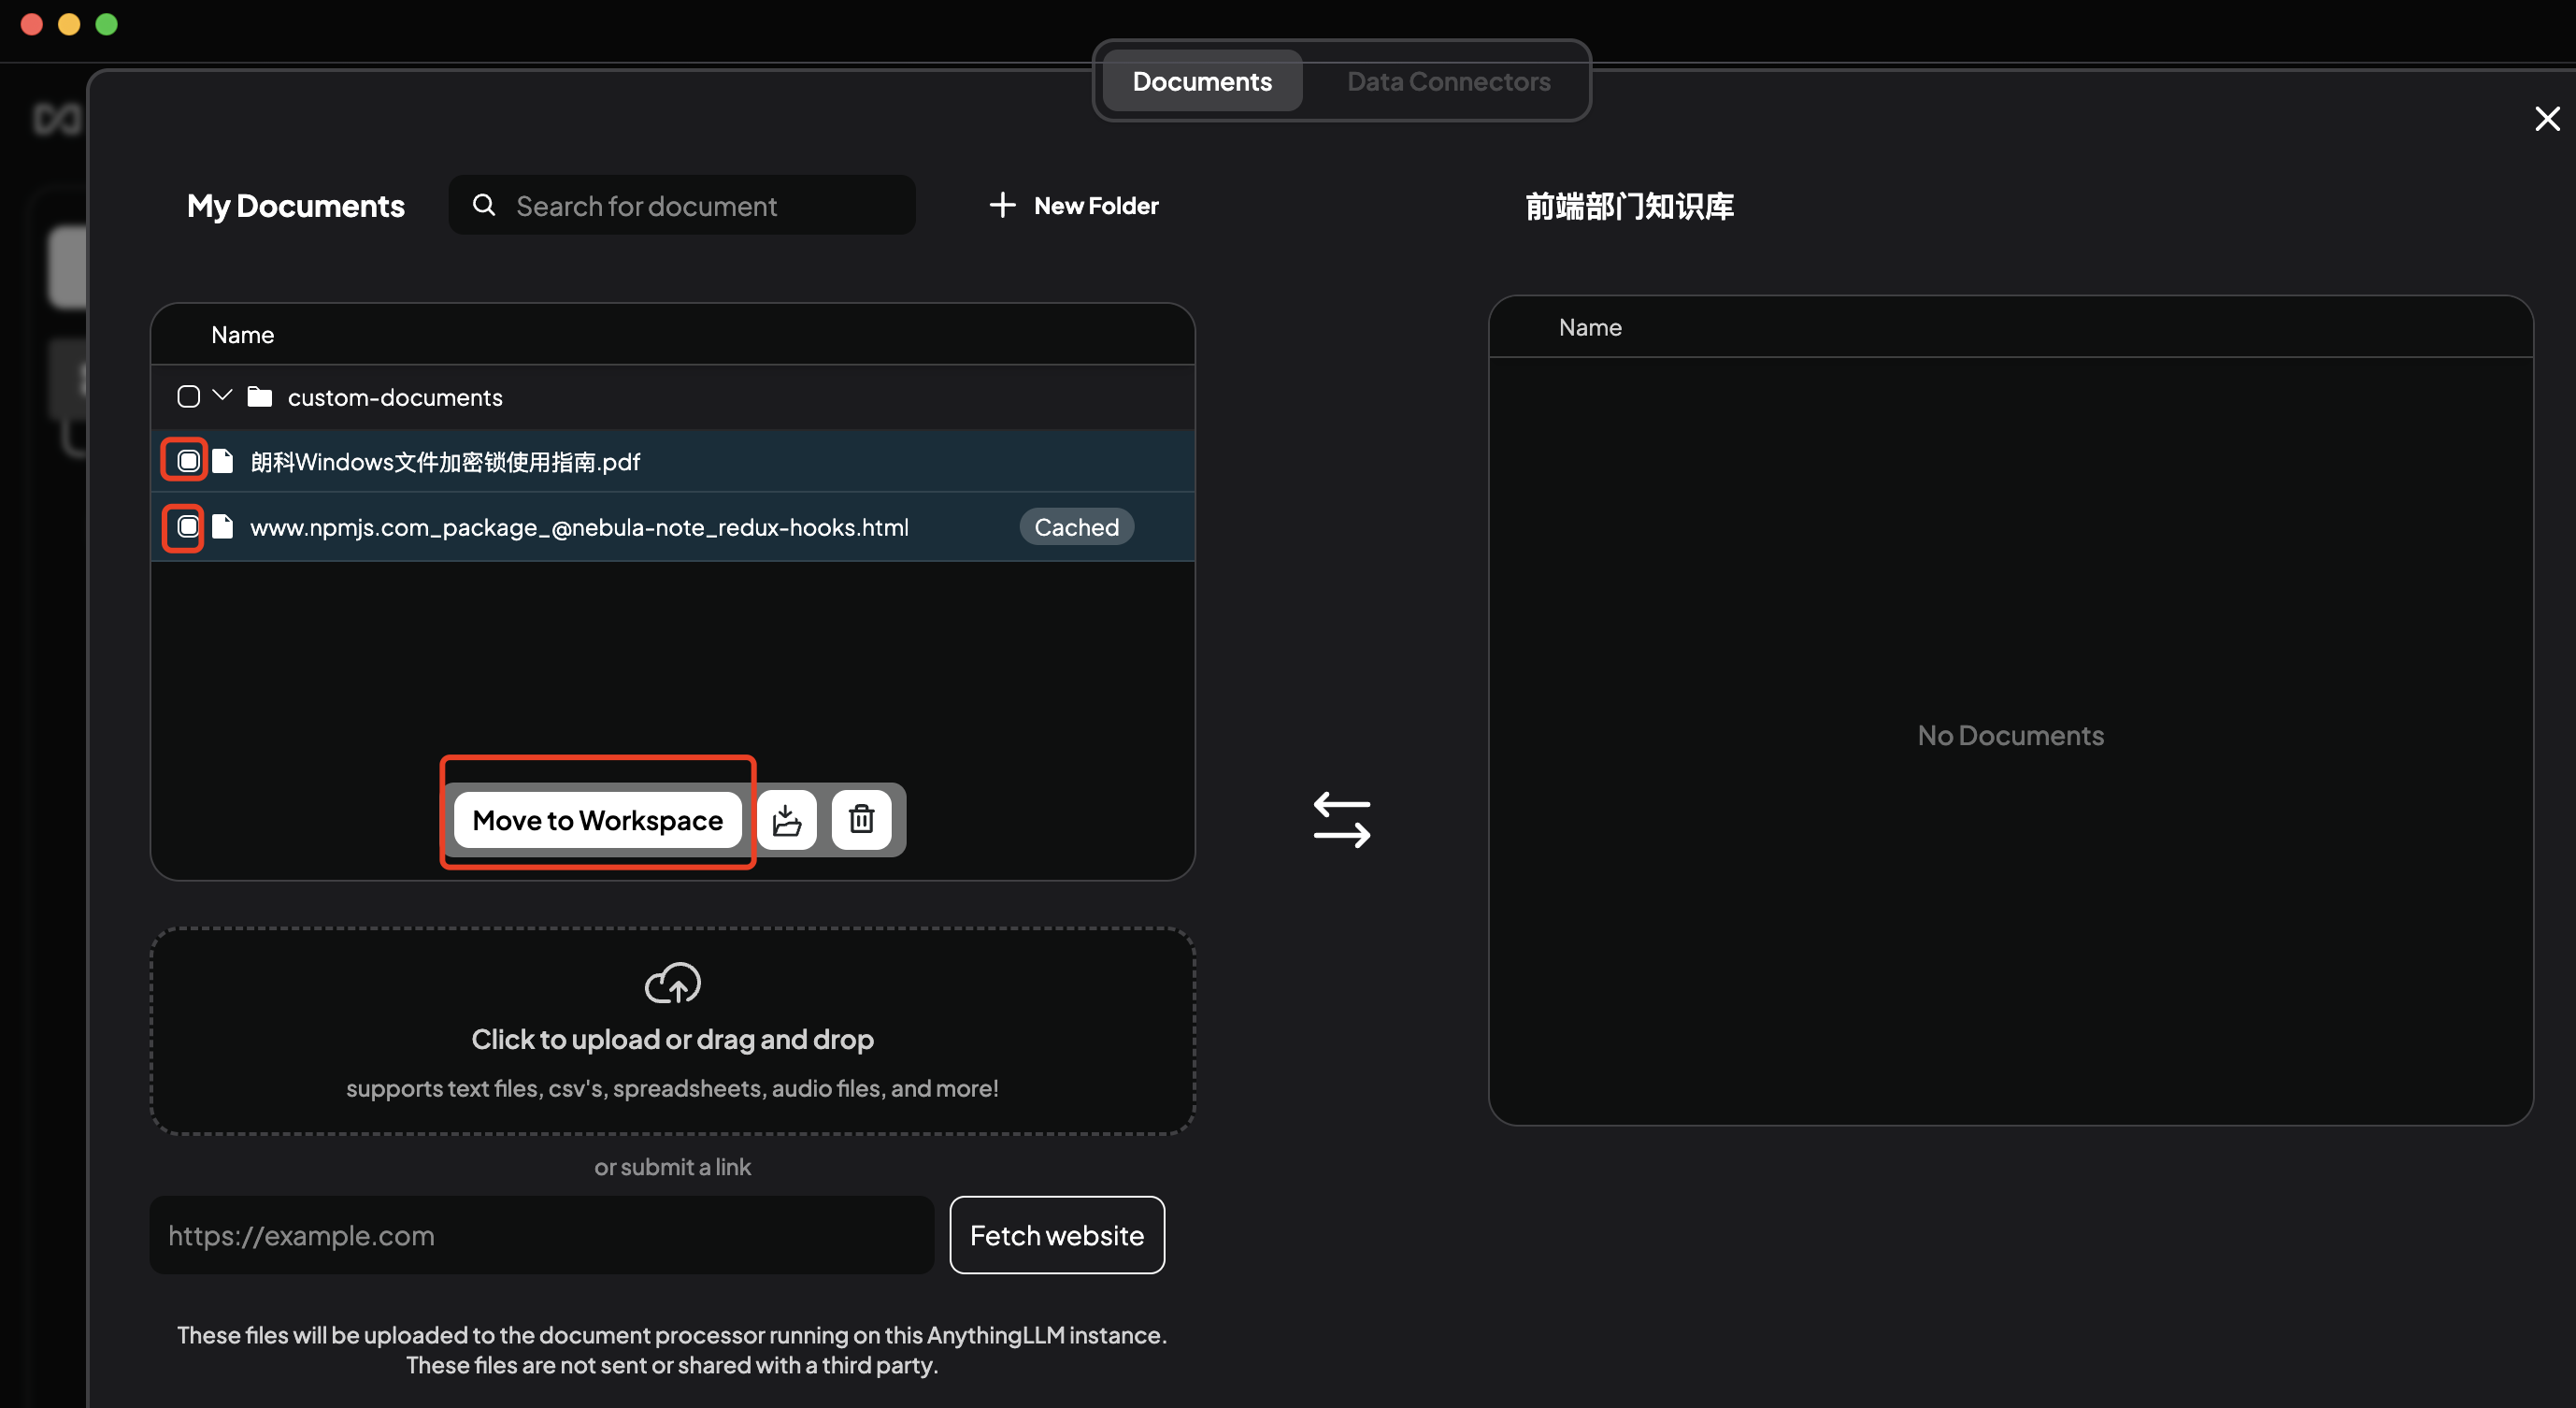 Documents
Data Connectors
My Documents
Search for document
New Folder
前端部门知识库
Name
custom-documents
朗科Windows文件加密锁使用指南.pdf
www.npmjs.com_package_@nebula-note_redux-hooks.html
Cached
Move to Workspace
Name
No Documents
Click to upload or drag and drop
supports text files, csv's, spreadsheets, audio files, and more!
or submit a link
https://example.com
Fetch website
These files will be uploaded to the document processor running on this AnythingLLM instance.
These files are not sent or shared with a third party.